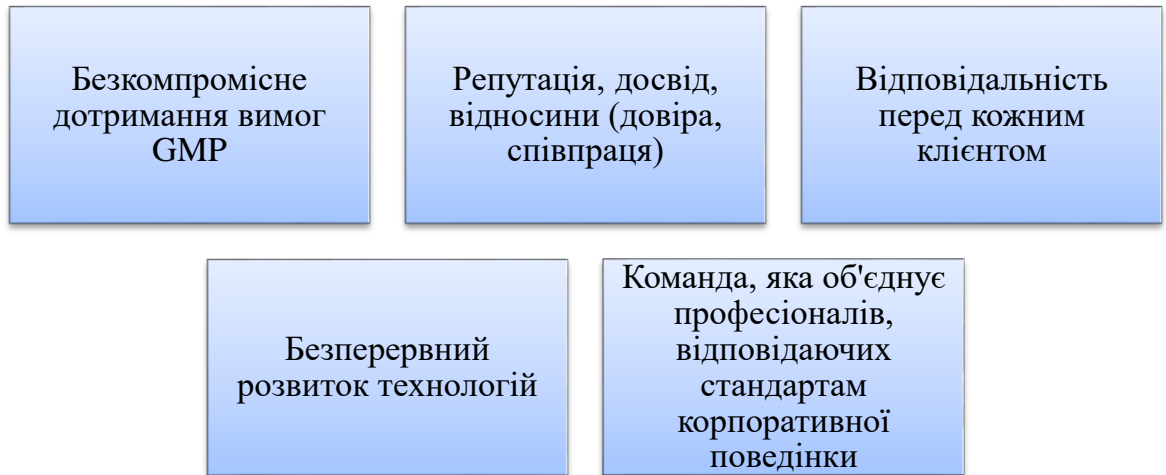 Безкомпромісне
дотримання вимог
GMP
Репутація, досвід,
відносини (довіра,
співпраця)
Відповідальність
перед кожним
клієнтом
Безперервний
розвиток технологій
Команда, яка об'єднує
професіоналів,
відповідаючих
стандартам
корпоративної
поведінки